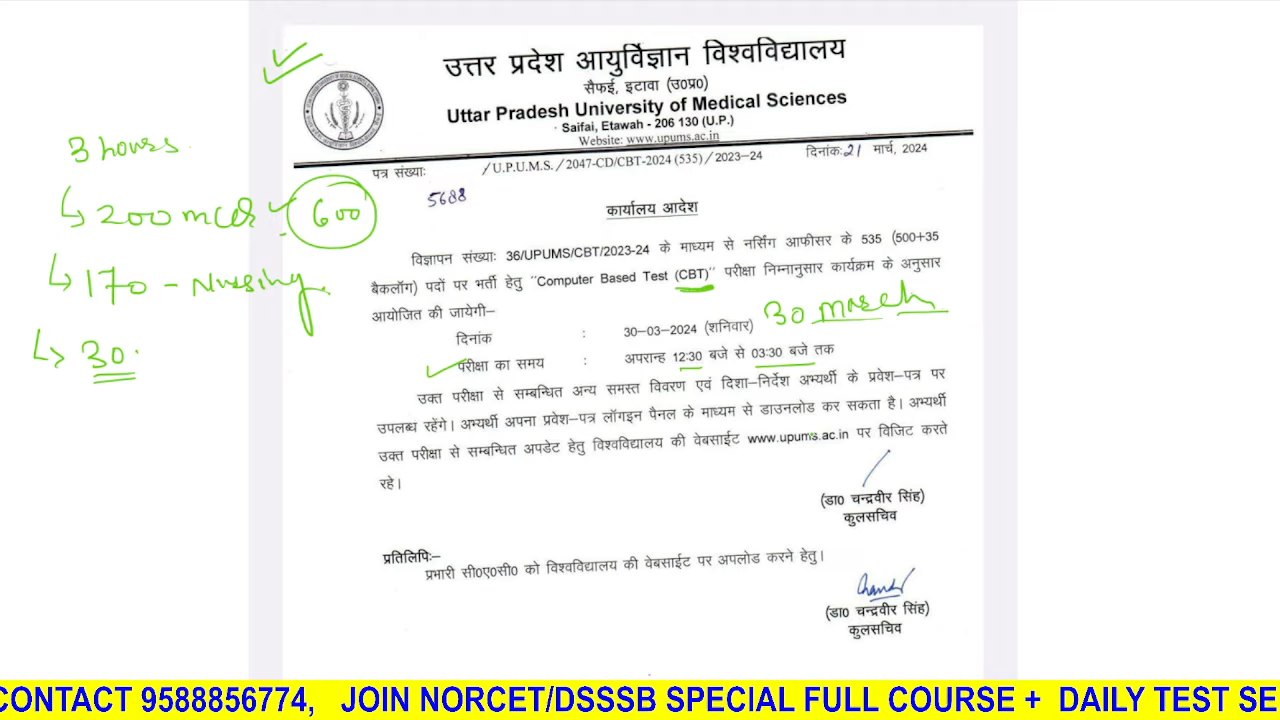 उत्तर प्रदेश आयुर्विज्ञान विश्वविद्यालय
सैफई, इटावा (उ०प्र०)
Uttar Pradesh University of Medical Sciences
Saifai, Etawah - 206 130 (U.P.)
Website: www.upums.ac.in
पत्र संख्याः /U.P.U.M.S./2047-CD/CBT-2024 (535)/2023-24 दिनांकः21 मार्च, 2024
5688
कार्यालय आदेश
विज्ञापन संख्याः 36/UPUMS/CBT/2023-24 के माध्यम से नर्सिंग आफीसर के 535 (500+35
बैकलॉग) पदों पर भर्ती हेतु "Computer Based Test (CBT)" परीक्षा निम्नानुसार कार्यक्रम के अनुसार
आयोजित की जायेगी–
दिनांक : 30-03-2024 (शनिवार)
परीक्षा का समय : अपरान्ह 12:30 बजे से 03:30 बजे तक
उक्त परीक्षा से सम्बन्धित अन्य समस्त विवरण एवं दिशा–निर्देश अभ्यर्थी के प्रवेश–पत्र पर
उपलब्ध रहेंगे। अभ्यर्थी अपना प्रवेश–पत्र लॉगइन पैनल के माध्यम से डाउनलोड कर सकता है। अभ्यर्थी
उक्त परीक्षा से सम्बन्धित अपडेट हेतु विश्वविद्यालय की वेबसाईट www.upums.ac.in पर विजिट करते
रहे।
(डा० चन्द्रवीर सिंह)
कुलसचिव
प्रतिलिपिः–
प्रभारी सी०ए०सी० को विश्वविद्यालय की वेबसाईट पर अपलोड करने हेतु।
(डा० चन्द्रवीर सिंह)
कुलसचिव
3 hours
200 mcqs 600
170 - Nursing
30
30 march
CONTACT 9588856774, JOIN NORCET/DSSSB SPECIAL FULL COURSE + DAILY TEST SE